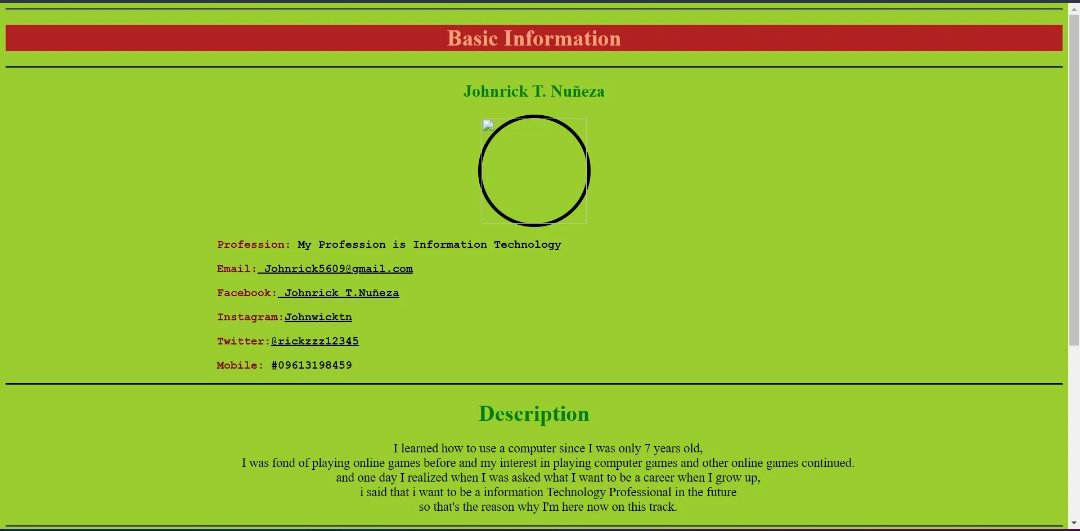 Basic Information
Johnrick T. Nuñeza
Profession: My Profession is Information Technology
Email: Johnrick5609@gmail.com
Facebook: Johnrick T.Nuñeza
Instagram:Johnwicktn
Twitter:@rickzzz12345
Mobile: #09613198459
Description
I learned how to use a computer since I was only 7 years old,
I was fond of playing online games before and my interest in playing computer games and other online games continued.
and one day I realized when I was asked what I want to be a career when I grow up,
i said that i want to be a information Technology Professional in the future
so that's the reason why I'm here now on this track.